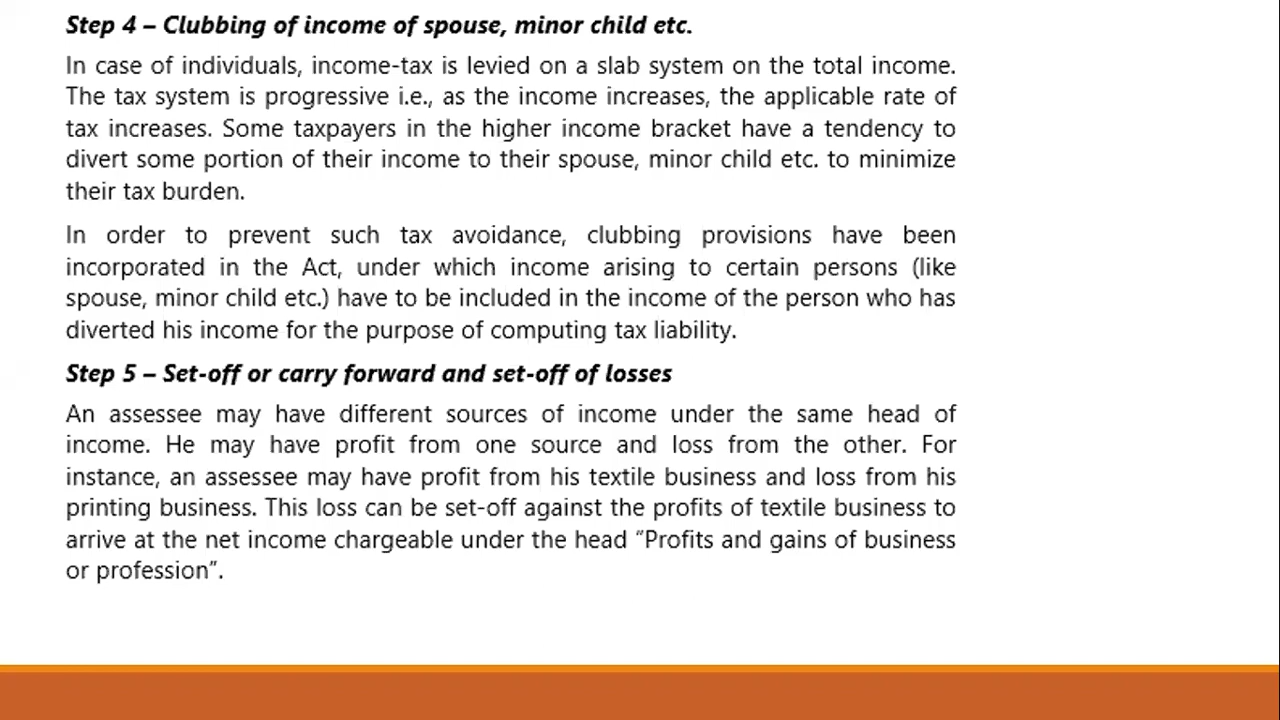 Step 4 – Clubbing of income of spouse, minor child etc.
In case of individuals, income-tax is levied on a slab system on the total income.
The tax system is progressive i.e., as the income increases, the applicable rate of
tax increases. Some taxpayers in the higher income bracket have a tendency to
divert some portion of their income to their spouse, minor child etc. to minimize
their tax burden.
In order to prevent such tax avoidance, clubbing provisions have been
incorporated in the Act, under which income arising to certain persons (like
spouse, minor child etc.) have to be included in the income of the person who has
diverted his income for the purpose of computing tax liability.
Step 5 – Set-off or carry forward and set-off of losses
An assessee may have different sources of income under the same head of
income. He may have profit from one source and loss from the other. For
instance, an assessee may have profit from his textile business and loss from his
printing business. This loss can be set-off against the profits of textile business to
arrive at the net income chargeable under the head “Profits and gains of business
or profession”.